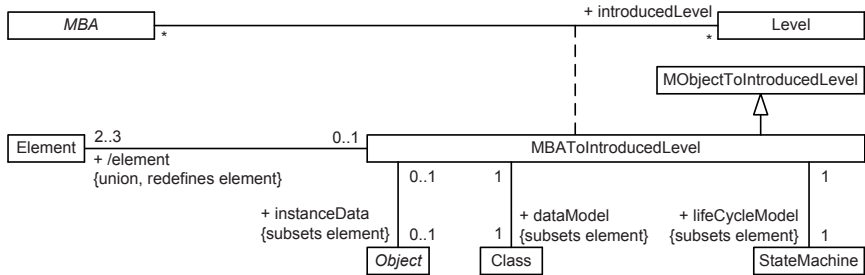 + introducedLevel
MBA
Level
*
*
MObjectToIntroducedLevel
2..3
0..1
Element
MBAToIntroducedLevel
+ /element
{union, redefines element}
0..1
1
1
+ instanceData
{subsets element}
+ dataModel
{subsets element}
+ lifeCycleModel
{subsets element}
0..1
1
1
Object
Class
StateMachine